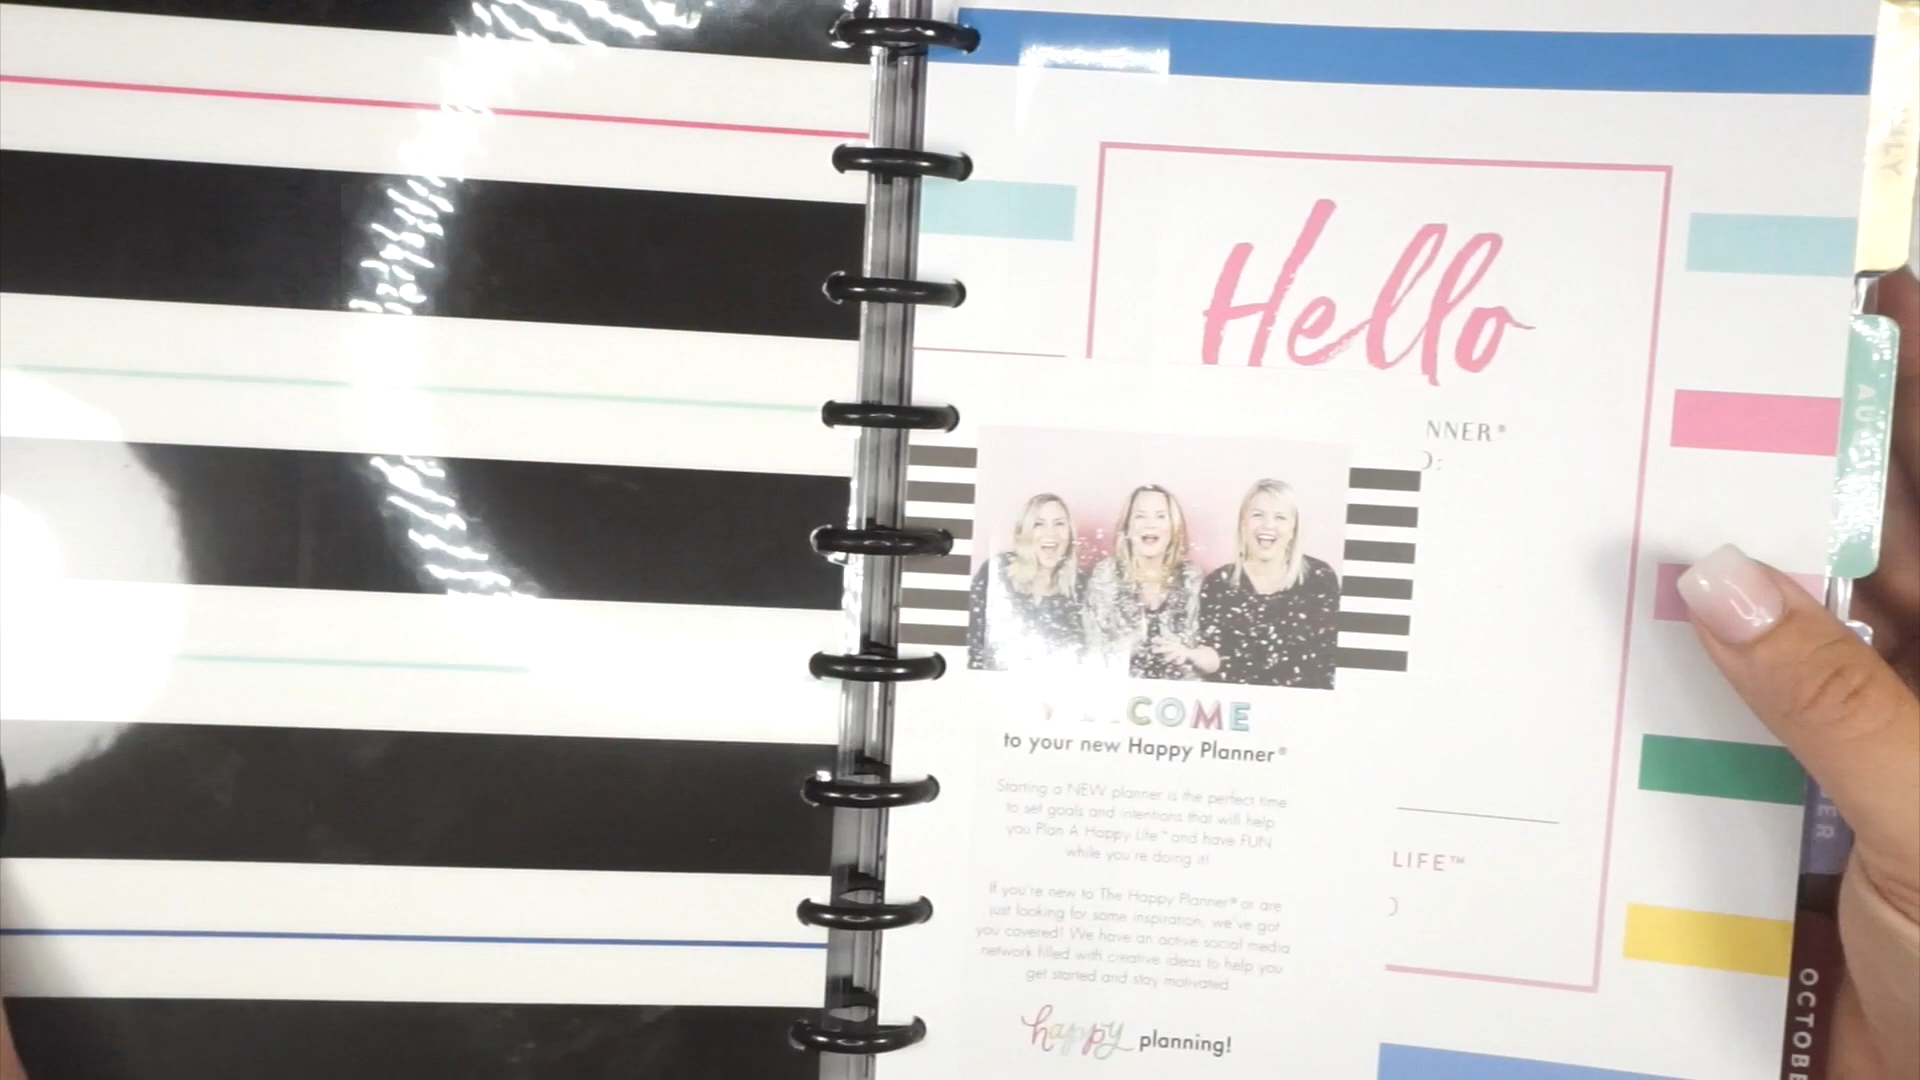 Hello
NNER®
LIFE™
COME
to your new Happy Planner®
Starting a NEW planner is the perfect time
to set goals and intentions that will help
you Plan A Happy Life™ and have FUN
while you're doing it!
If you're new to The Happy Planner® or are
just looking for some inspiration, we've got
you covered! We have an active social media
network filled with creative ideas to help you
get started and stay motivated.
happy planning!
AU
ER
OCTOBE